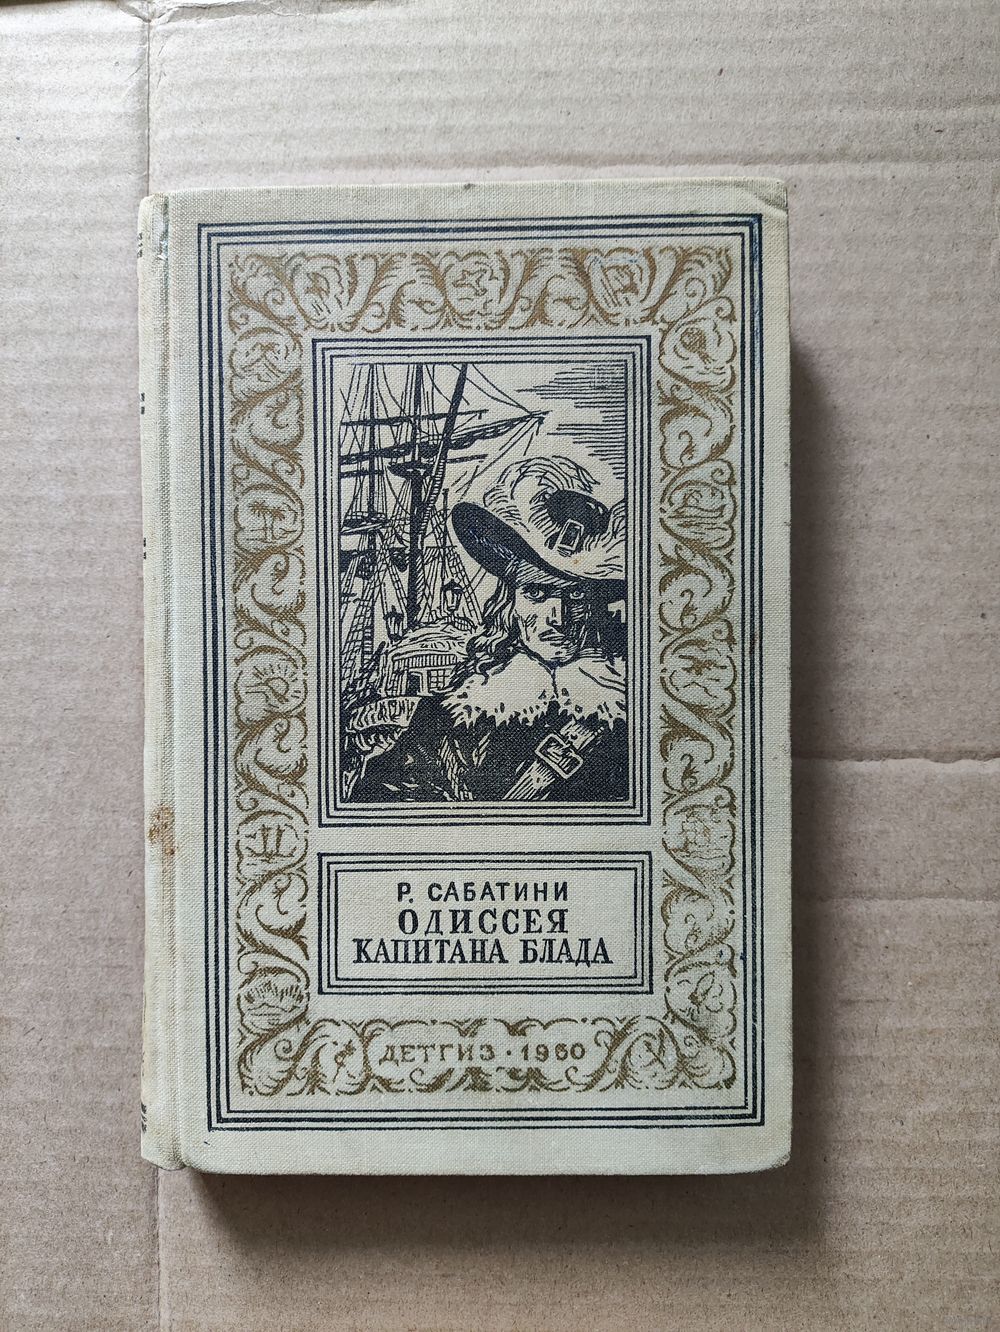 Р. САБАТИНИ
ОДИССЕЯ
КАПИТАНА БЛАДА
ДЕТГИЗ · 1960